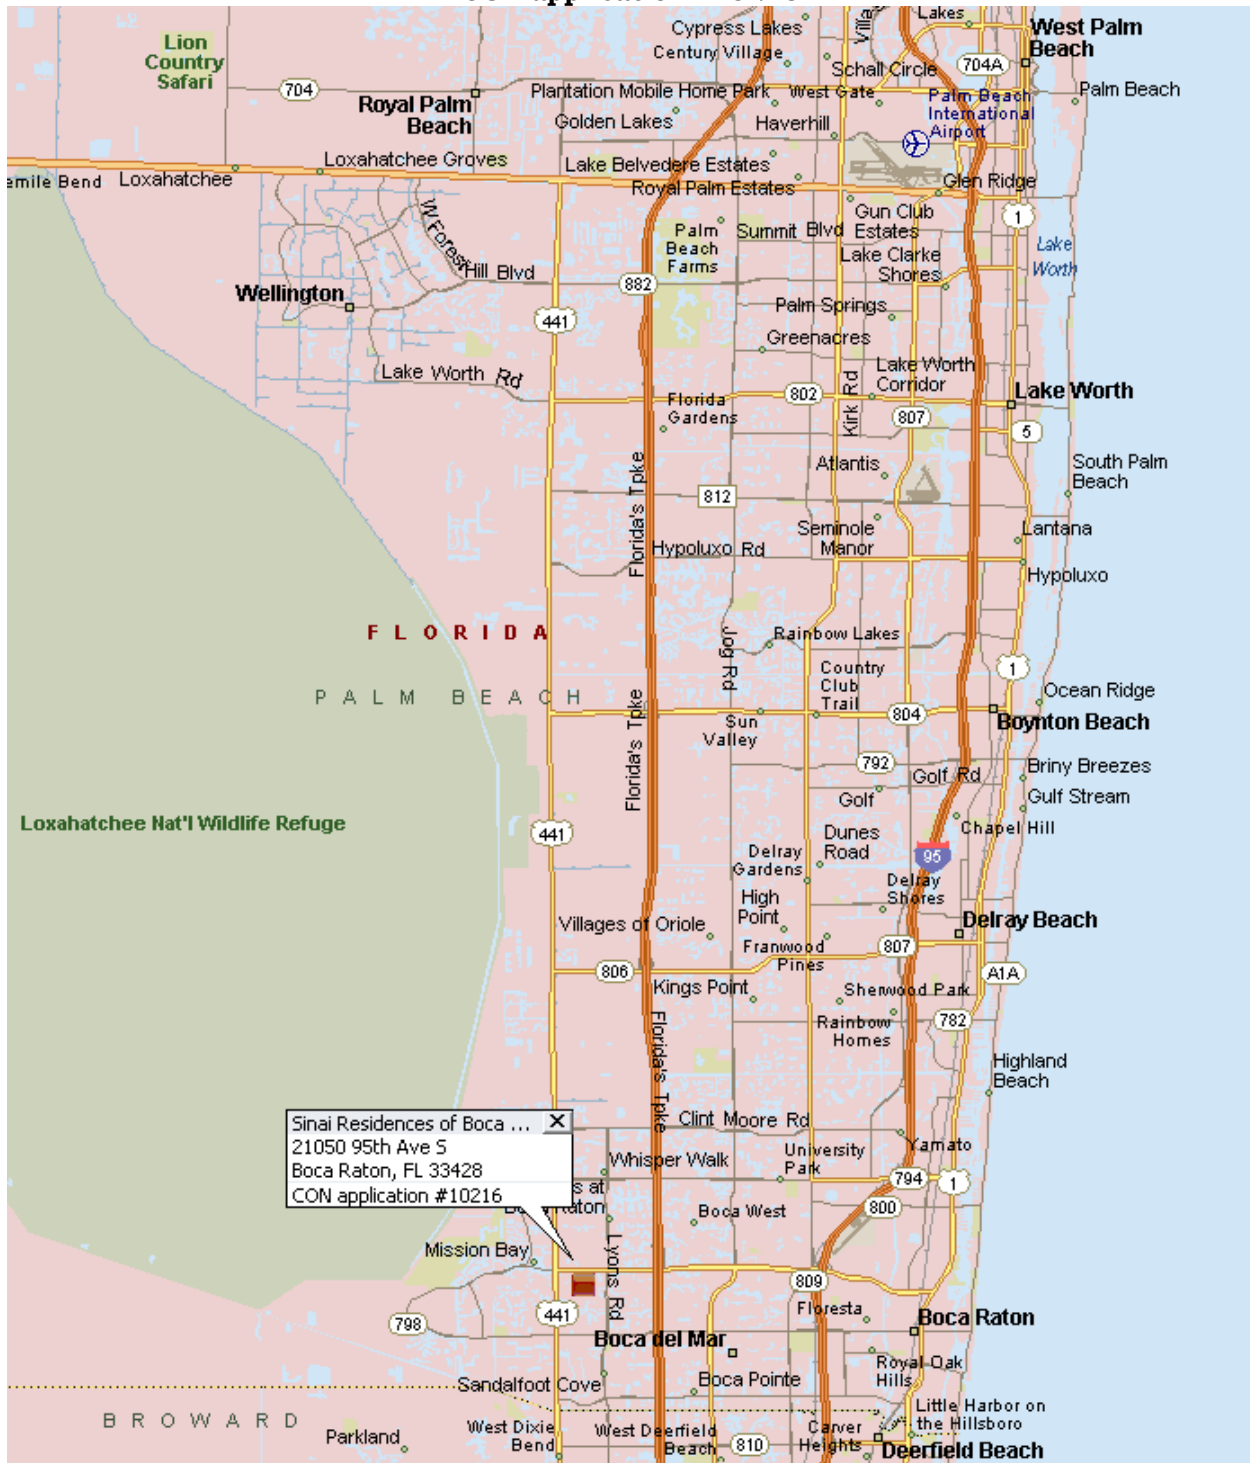 Cypress Lakes
Lakes
West Palm
Beach
Lion
Country
Safari
Century Village
Schall Circle
704A
704
Royal Palm
Beach
Plantation Mobile Home Park
West Gate
Palm Beach
International
Airport
Palm Beach
Golden Lakes
Haverhill
Loxahatchee Groves
Lake Belvedere Estates
emile Bend
Loxahatchee
Royal Palm Estates
Glen Ridge
W Forest
Hill Blvd
Palm
Beach
Farms
Summit Blvd
Gun Club
Estates
1
Lake Clarke
Shores
Lake
Worth
882
Wellington
441
Palm Springs
Greenacres
Lake Worth Rd
Lake Worth
Corridor
802
Kirk Rd
Lake Worth
Florida
Gardens
807
5
Florida's Tpke
Atlantis
South Palm
Beach
812
Seminole
Manor
Lantana
Hypoluxo Rd
Hypoluxo
FLORIDA
Jog Rd
Rainbow Lakes
PALM BEACH
Country
Club
Trail
1
Ocean Ridge
Florida's Tpke
Sun
Valley
804
Boynton Beach
792
Golf Rd
Briny Breezes
Golf
Gulf Stream
Loxahatchee Nat'l Wildlife Refuge
441
Dunes
Road
Chapel Hill
Delray
Gardens
95
Delray
Shores
High
Point
Villages of Oriole
Delray Beach
Franwood
Pines
807
806
A1A
Kings Point
Sherwood Park
Rainbow
Homes
782
Florida's Tpke
Highland
Beach
Sinai Residences of Boca ...
21050 95th Ave S
Boca Raton, FL 33428
CON application #10216
Clint Moore Rd
Yamato
Whisper Walk
University
Park
794
1
s at
aton
Boca West
800
Mission Bay
Lyons Rd
809
441
798
Floresta
Boca Raton
Boca del Mar
Royal Oak
Hills
Sandalfoot Cove
Boca Pointe
BROWARD
Parkland
West Dixie
Bend
West Deerfield
Beach
810
Carver
Heights
Little Harbor on
the Hillsboro
Deerfield Beach